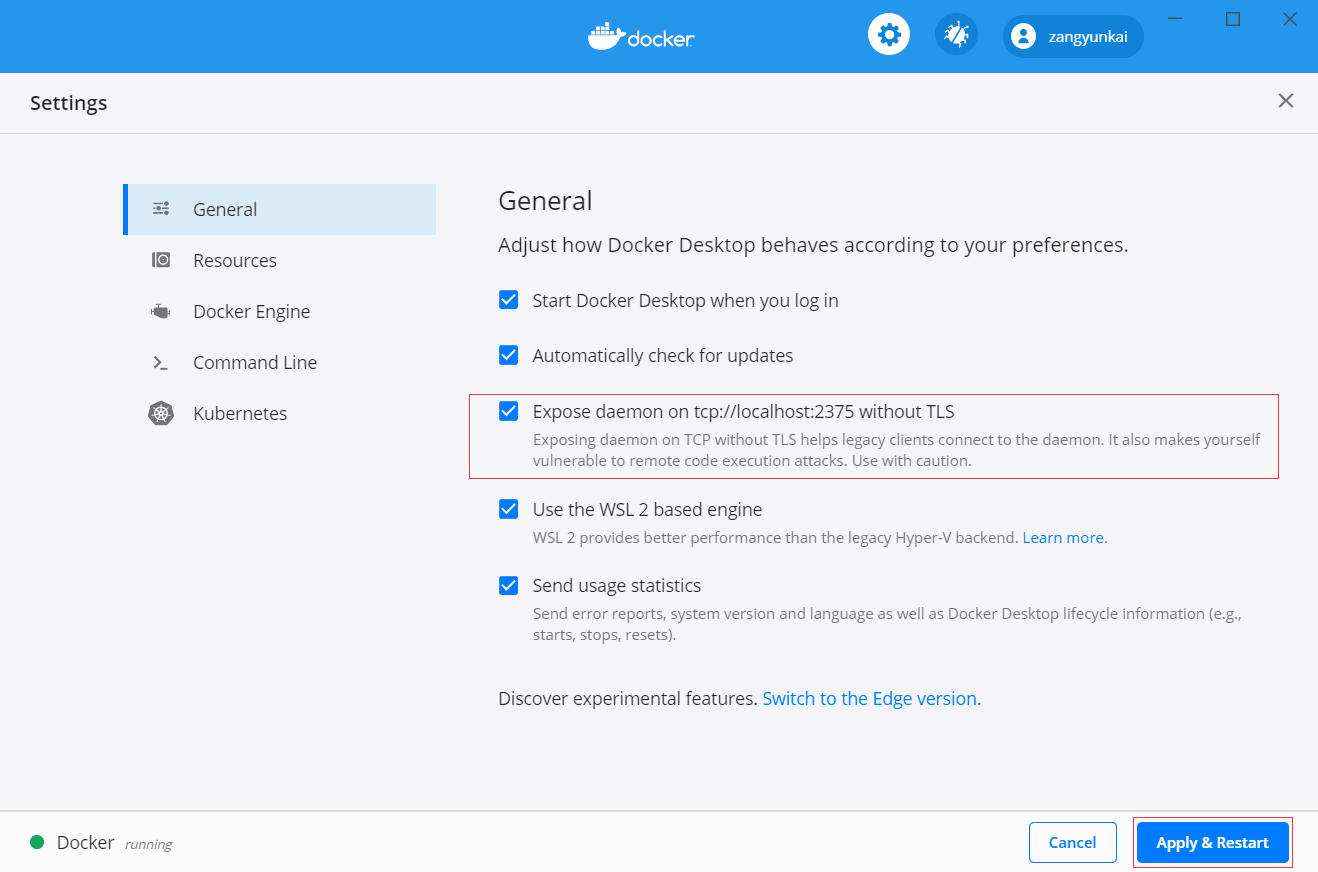 docker
zangyunkai
Settings
General
Resources
Docker Engine
Command Line
Kubernetes
General
Adjust how Docker Desktop behaves according to your preferences.
Start Docker Desktop when you log in
Automatically check for updates
Expose daemon on tcp://localhost:2375 without TLS
Exposing daemon on TCP without TLS helps legacy clients connect to the daemon. It also makes yourself
vulnerable to remote code execution attacks. Use with caution.
Use the WSL 2 based engine
WSL 2 provides better performance than the legacy Hyper-V backend. Learn more.
Send usage statistics
Send error reports, system version and language as well as Docker Desktop lifecycle information (e.g.,
starts, stops, resets).
Discover experimental features. Switch to the Edge version.
Docker running
Cancel
Apply & Restart